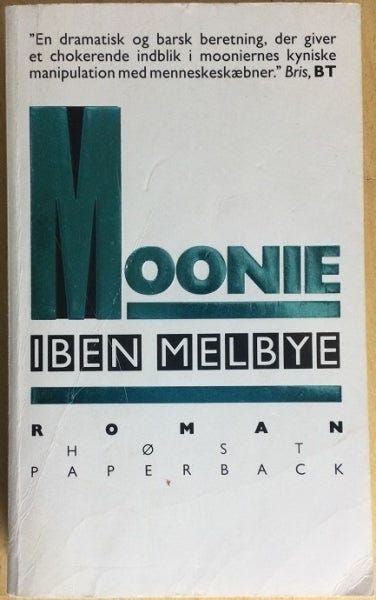 "En dramatisk og barsk beretning, der giver
et chokerende indblik i mooniernes kyniske
manipulation med menneskeskæbner." Bris, BT
MOONIE
IBEN MELBYE
ROMAN
HØST
PAPERBACK